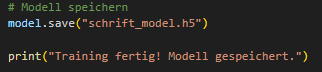 # Modell speichern
model.save("schrift_model.h5")
print("Training fertig! Modell gespeichert.")